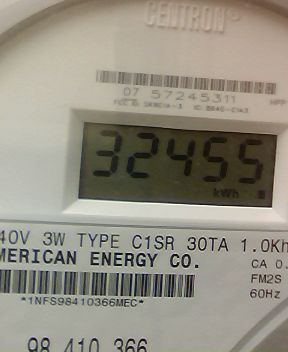 CENTRON®
07 57245311
32455
kWh
40V 3W TYPE C1SR 30TA 1.0Kh
MERICAN ENERGY CO.
CA 0.
FM2S
60Hz
*1NFS98410366MEC*
98 410 366